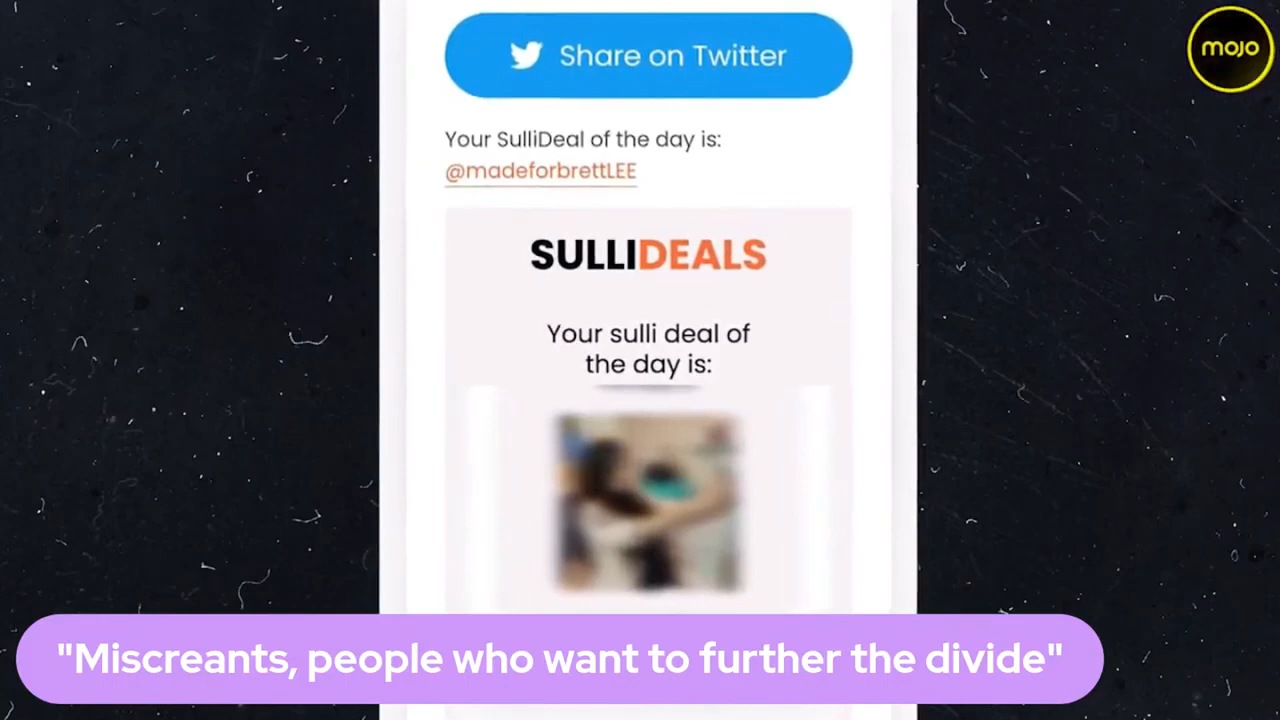 mojo
Share on Twitter
Your SulliDeal of the day is:
@madeforbrettLEE
SULLIDEALS
Your sulli deal of
the day is:
"Miscreants, people who want to further the divide"